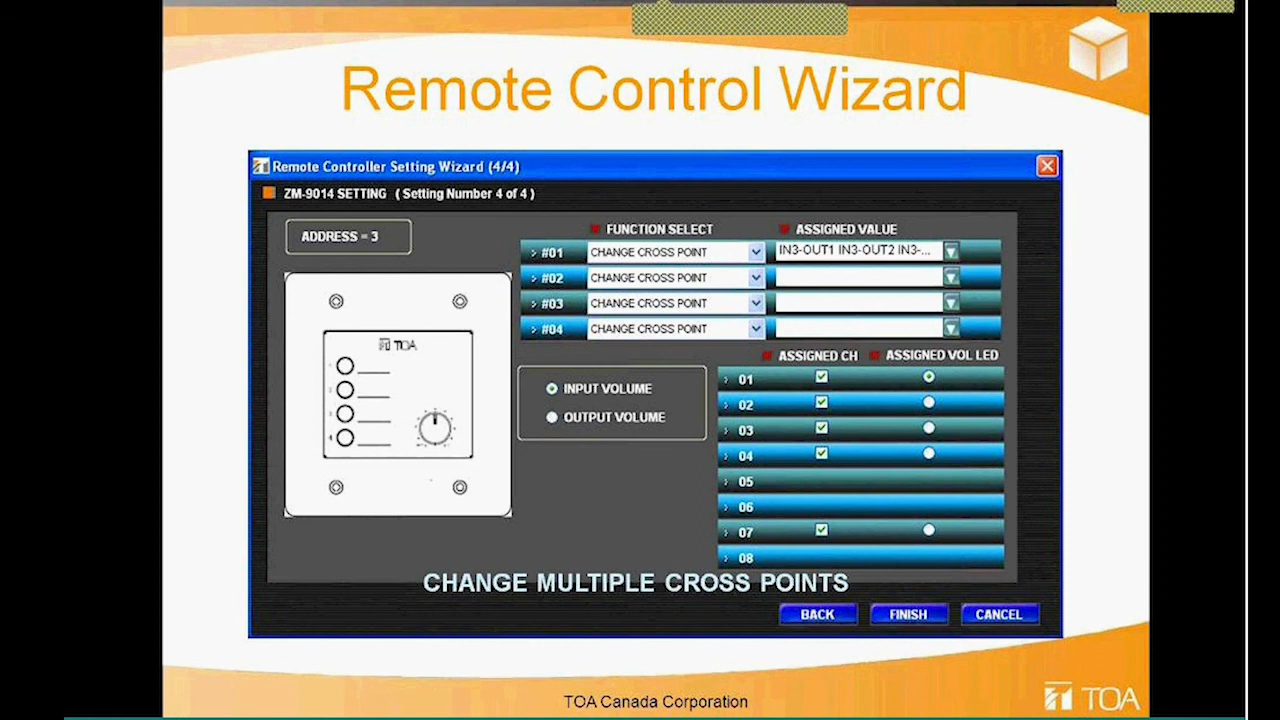 Remote Control Wizard
Remote Controller Setting Wizard (4/4)
ZM-9014 SETTING ( Setting Number 4 of 4 )
ADDRESS = 3
FUNCTION SELECT ASSIGNED VALUE
#01 CHANGE CROSS POINT IN3-OUT1 IN3-OUT2 IN3-...
#02 CHANGE CROSS POINT
#03 CHANGE CROSS POINT
#04 CHANGE CROSS POINT
TOA
INPUT VOLUME
OUTPUT VOLUME
ASSIGNED CH ASSIGNED VOL LED
01
02
03
04
05
06
07
08
CHANGE MULTIPLE CROSS POINTS
BACK FINISH CANCEL
TOA Canada Corporation
TOA